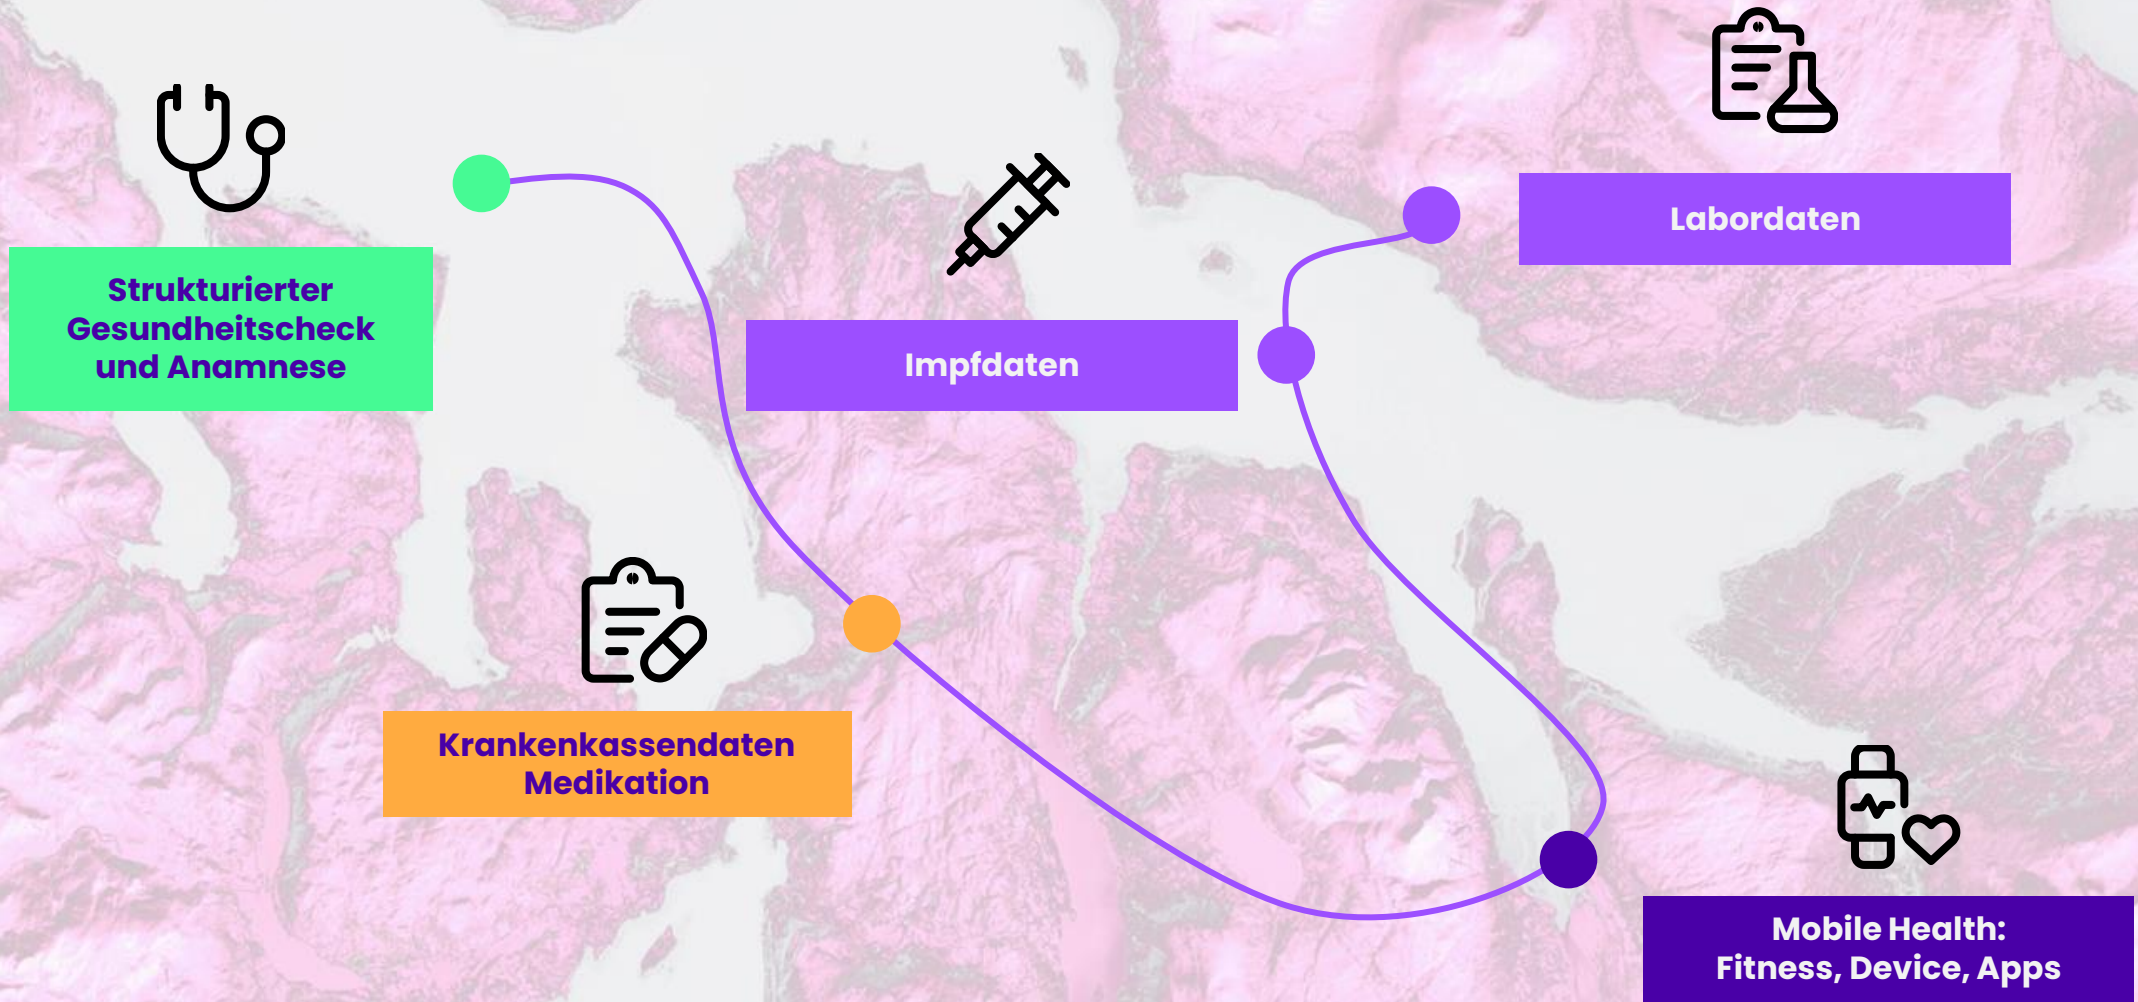 Strukturierter
Gesundheitscheck
und Anamnese
Krankenkassendaten
Medikation
Impfdaten
Labordaten
Mobile Health:
Fitness, Device, Apps